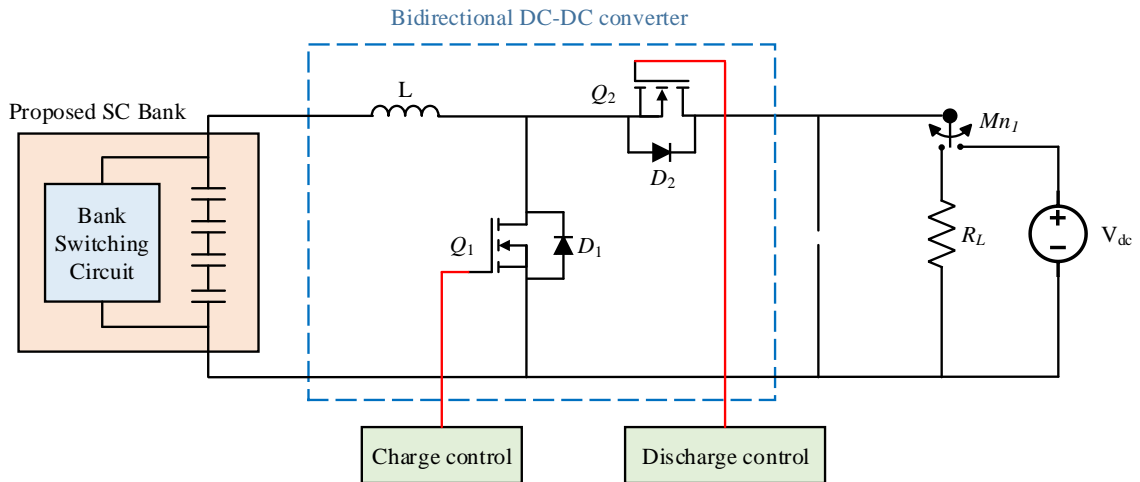 Bidirectional DC-DC converter
Proposed SC Bank
L
Q2
Mn1
D2
Bank
Switching
Circuit
Q1
D1
RL
Vdc
Charge control
Discharge control